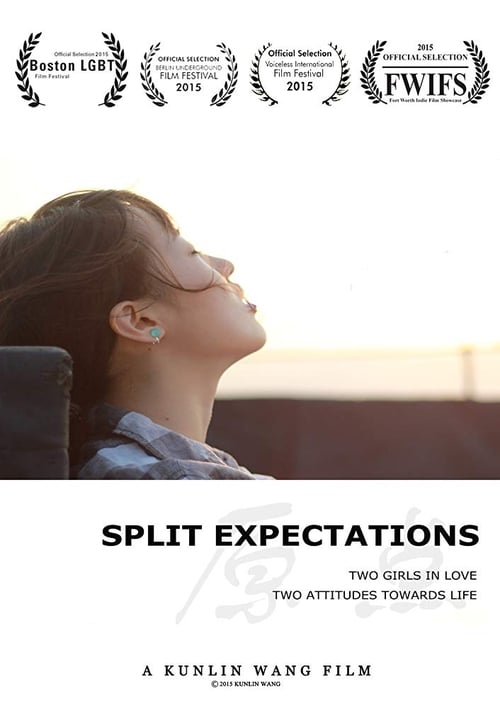 Official Selection 2015
Boston LGBT
Film Festival
OFFICIAL SELECTION
BERLIN UNDERGROUND
FILM FESTIVAL
2015
Official Selection
Voiceless International
Film Festival
2015
2015
OFFICIAL SELECTION
FWIFS
Fort Worth Indie Film Showcase
SPLIT EXPECTATIONS
TWO GIRLS IN LOVE
TWO ATTITUDES TOWARDS LIFE
A KUNLIN WANG FILM
©2015 KUNLIN WANG